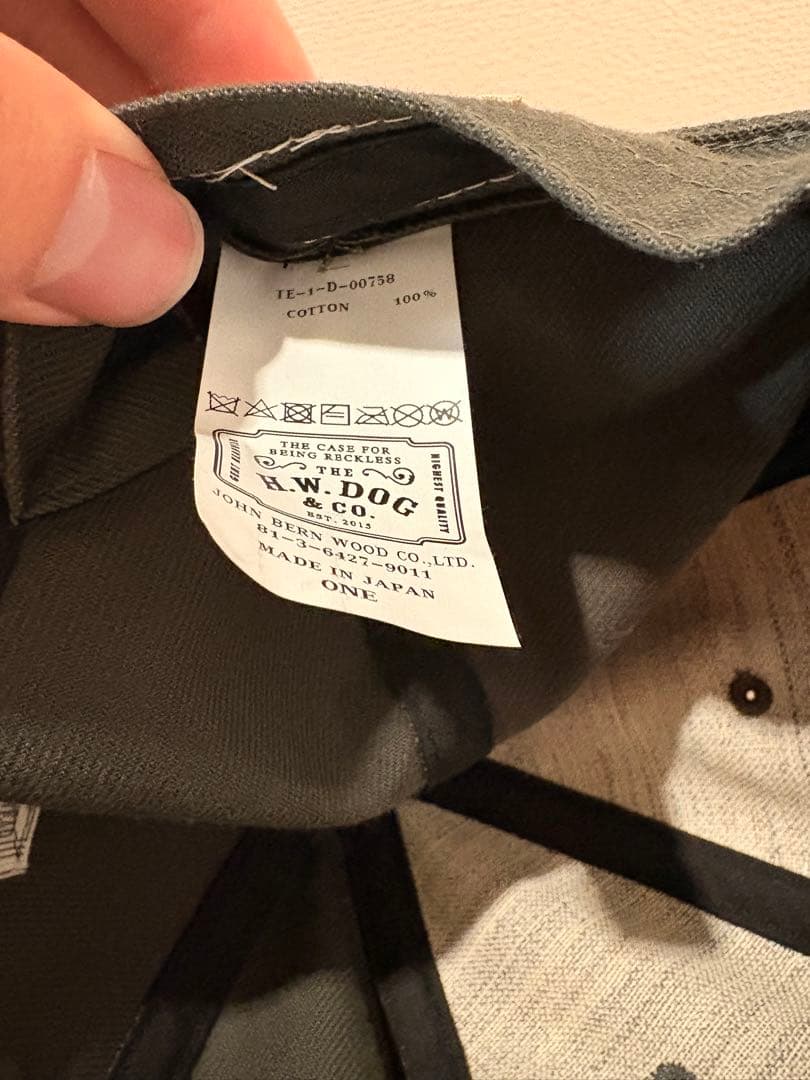 TE-1-D-00758
COTTON 100%
THE CASE FOR
BEING RECKLESS
THE
H.W. DOG
& CO.
EST. 2015
HIGHEST QUALITY
JOHN BERN WOOD CO.,LTD.
81-3-6427-9011
MADE IN JAPAN
ONE